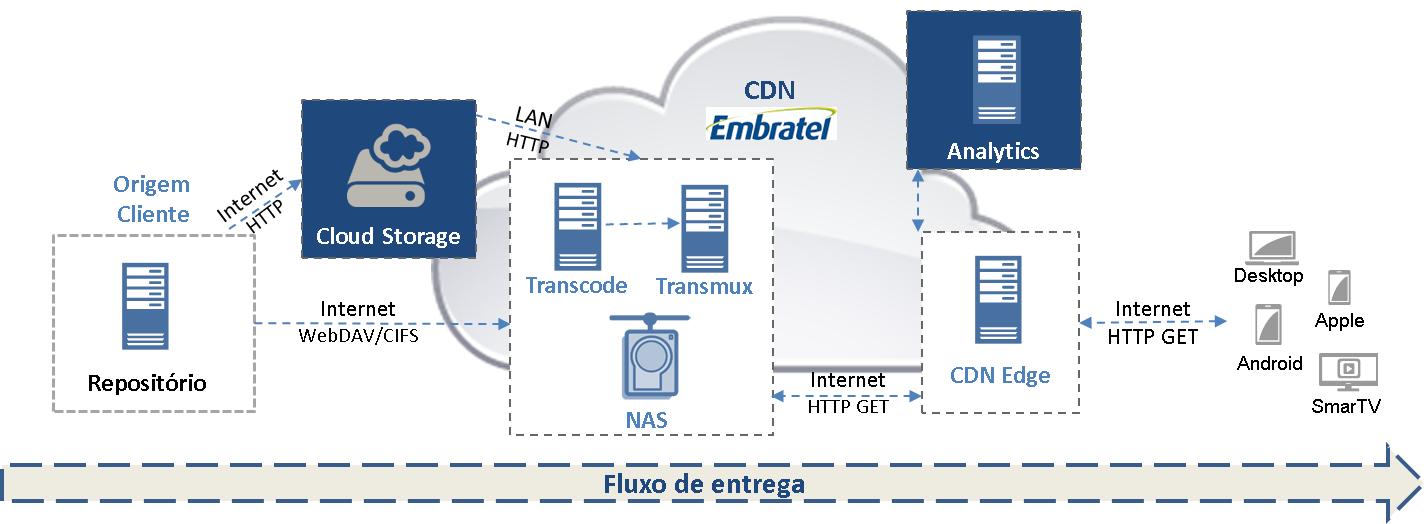 CDN
Embratel
Analytics
LAN
HTTP
Origem
Cliente
Internet
HTTP
Cloud Storage
Transcode
Transmux
Repositório
Internet
WebDAV/CIFS
NAS
Internet
HTTP GET
CDN Edge
Internet
HTTP GET
Desktop
Apple
Android
SmarTV
Fluxo de entrega